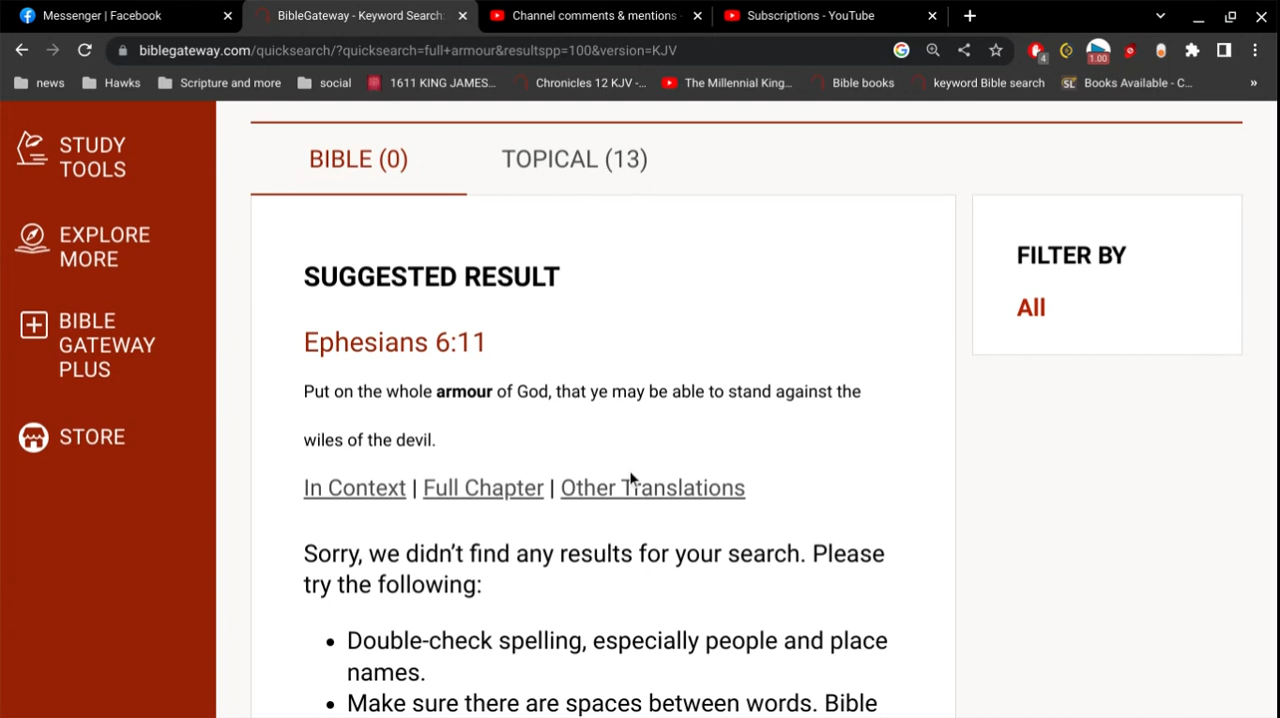 Messenger | Facebook
BibleGateway - Keyword Search:
Channel comments & mentions -
Subscriptions - YouTube
biblegateway.com/quicksearch/?quicksearch=full+armour&resultspp=100&version=KJV
4
1.00
news
Hawks
Scripture and more
social
1611 KING JAMES...
Chronicles 12 KJV -...
The Millennial King...
Bible books
keyword Bible search
SL
Books Available - C...
»
STUDY
TOOLS
EXPLORE
MORE
BIBLE
GATEWAY
PLUS
STORE
BIBLE (0)
TOPICAL (13)
SUGGESTED RESULT
Ephesians 6:11
Put on the whole armour of God, that ye may be able to stand against the
wiles of the devil.
In Context | Full Chapter | Other Translations
Sorry, we didn’t find any results for your search. Please
try the following:
• Double-check spelling, especially people and place
names.
• Make sure there are spaces between words. Bible
FILTER BY
All